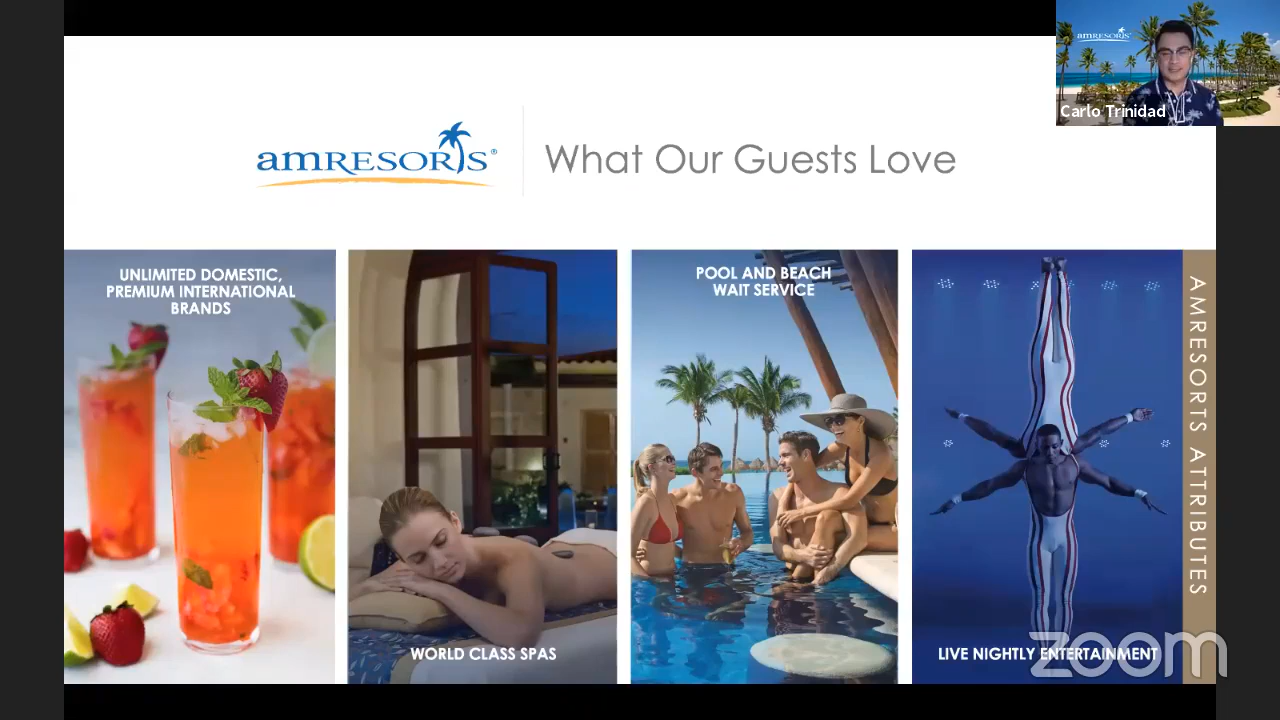 amRESORTS®
What Our Guests Love
amRESORTS
Carlo Trinidad
UNLIMITED DOMESTIC,
PREMIUM INTERNATIONAL
BRANDS
WORLD CLASS SPAS
POOL AND BEACH
WAIT SERVICE
LIVE NIGHTLY ENTERTAINMENT
AMRESORTS ATTRIBUTES
zoom